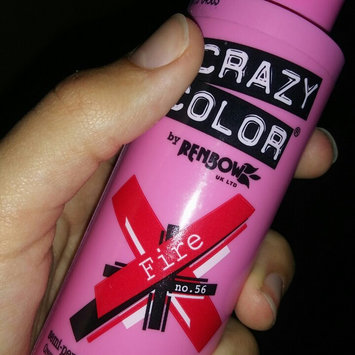 CRAZY
COLOR®
by RENBOW
UK LTD
Fire
no.56